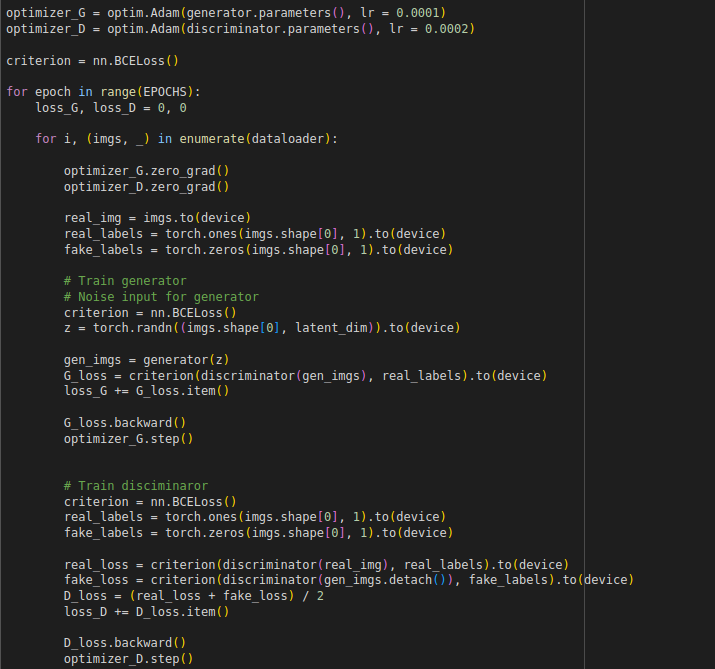 optimizer_G = optim.Adam(generator.parameters(), lr = 0.0001)
optimizer_D = optim.Adam(discriminator.parameters(), lr = 0.0002)
criterion = nn.BCELoss()
for epoch in range(EPOCHS):
loss_G, loss_D = 0, 0
for i, (imgs, _) in enumerate(dataloader):
optimizer_G.zero_grad()
optimizer_D.zero_grad()
real_img = imgs.to(device)
real_labels = torch.ones(imgs.shape[0], 1).to(device)
fake_labels = torch.zeros(imgs.shape[0], 1).to(device)
# Train generator
# Noise input for generator
criterion = nn.BCELoss()
z = torch.randn((imgs.shape[0], latent_dim)).to(device)
gen_imgs = generator(z)
G_loss = criterion(discriminator(gen_imgs), real_labels).to(device)
loss_G += G_loss.item()
G_loss.backward()
optimizer_G.step()
# Train disciminaror
criterion = nn.BCELoss()
real_labels = torch.ones(imgs.shape[0], 1).to(device)
fake_labels = torch.zeros(imgs.shape[0], 1).to(device)
real_loss = criterion(discriminator(real_img), real_labels).to(device)
fake_loss = criterion(discriminator(gen_imgs.detach()), fake_labels).to(device)
D_loss = (real_loss + fake_loss) / 2
loss_D += D_loss.item()
D_loss.backward()
optimizer_D.step()